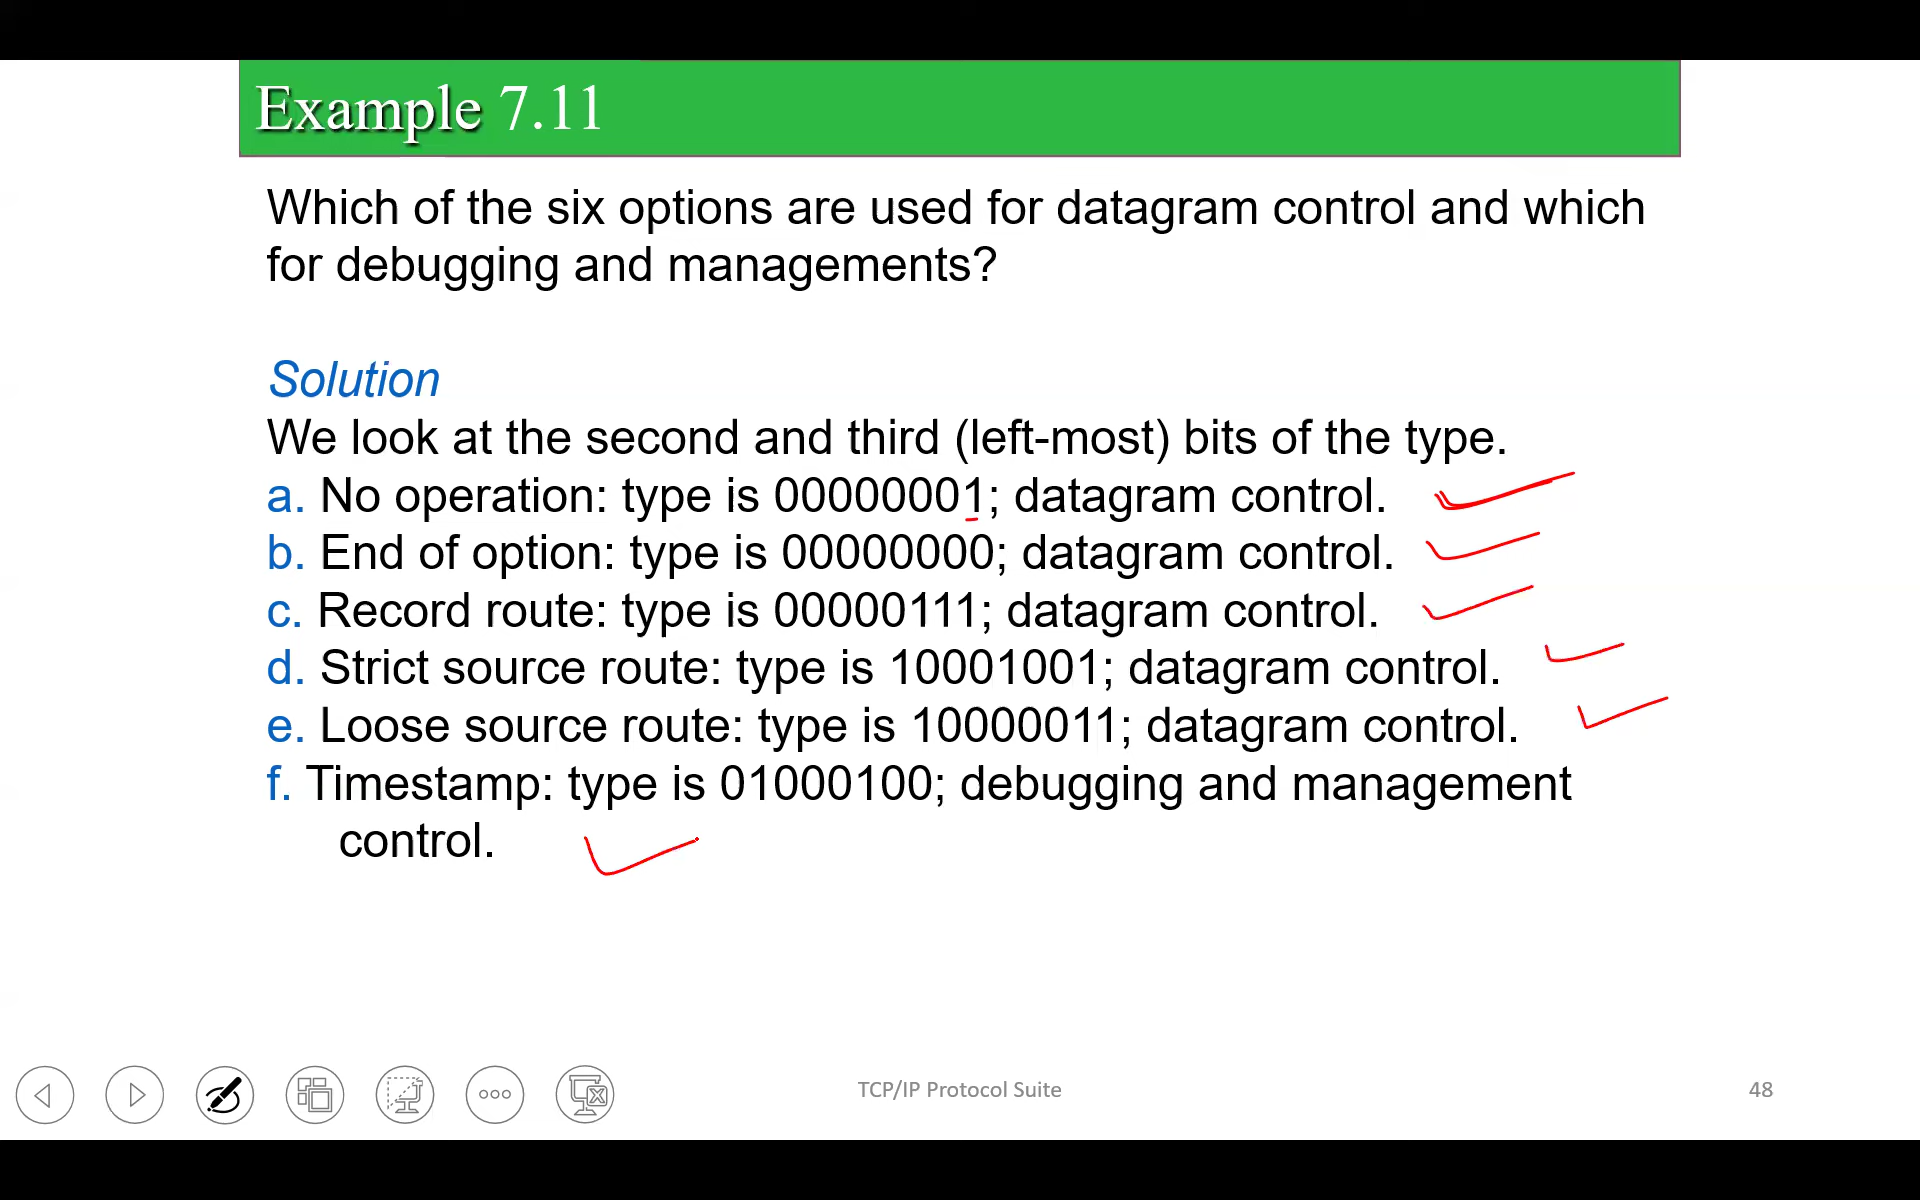 Example 7.11
Which of the six options are used for datagram control and which
for debugging and managements?
Solution
We look at the second and third (left-most) bits of the type.
a. No operation: type is 000000001; datagram control.
b. End of option: type is 000000000; datagram control.
c. Record route: type is 00000111; datagram control.
d. Strict source route: type is 10001001; datagram control.
e. Loose source route: type is 10000011; datagram control.
f. Timestamp: type is 01000100; debugging and management
control.
TCP/IP Protocol Suite
48